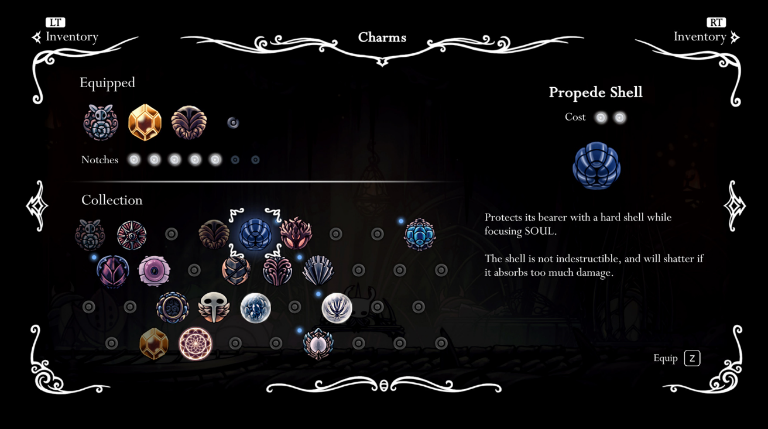 LT
RT
Inventory
Charms
Inventory
Equipped
Propede Shell
Cost
Notches
Collection
Protects its bearer with a hard shell while
focusing SOUL.
The shell is not indestructible, and will shatter if
it absorbs too much damage.
Equip Z